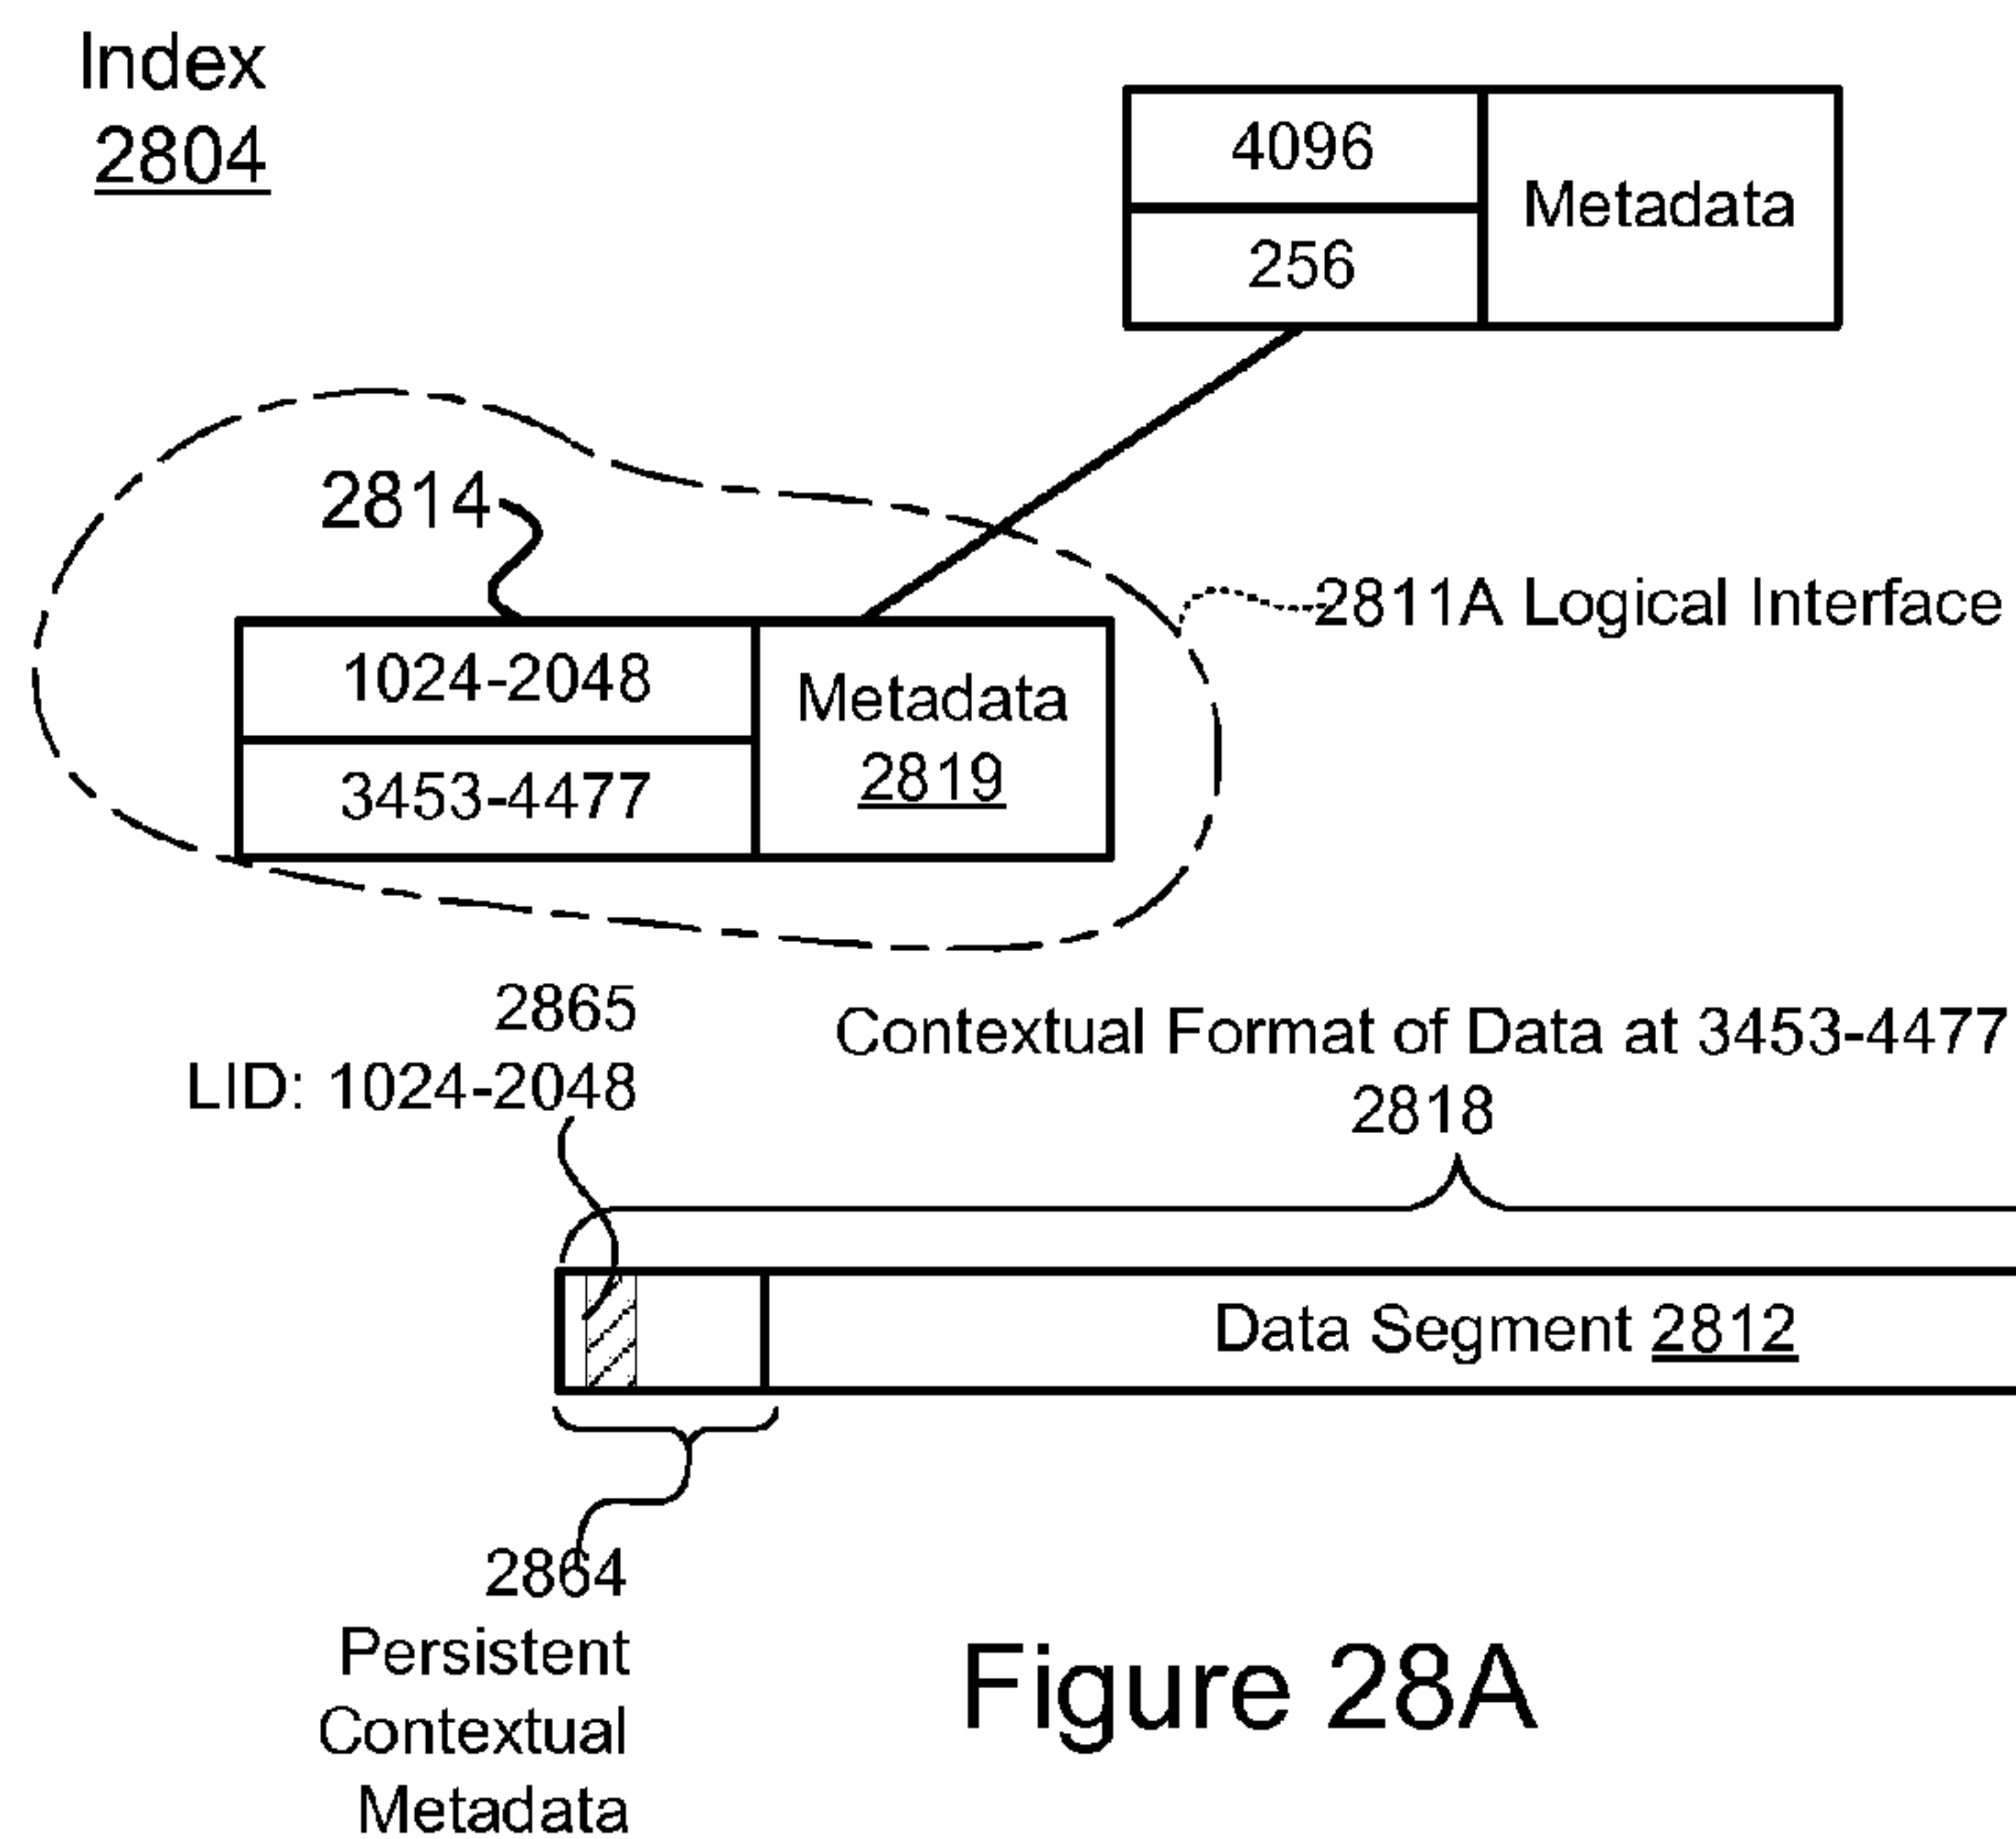 Index
2804
4096
256
Metadata
2814
2811A Logical Interface
1024-2048
3453-4477
Metadata
2819
2865
LID: 1024-2048
Contextual Format of Data at 3453-4477
2818
Data Segment 2812
2864
Persistent
Contextual
Metadata
Figure 28A